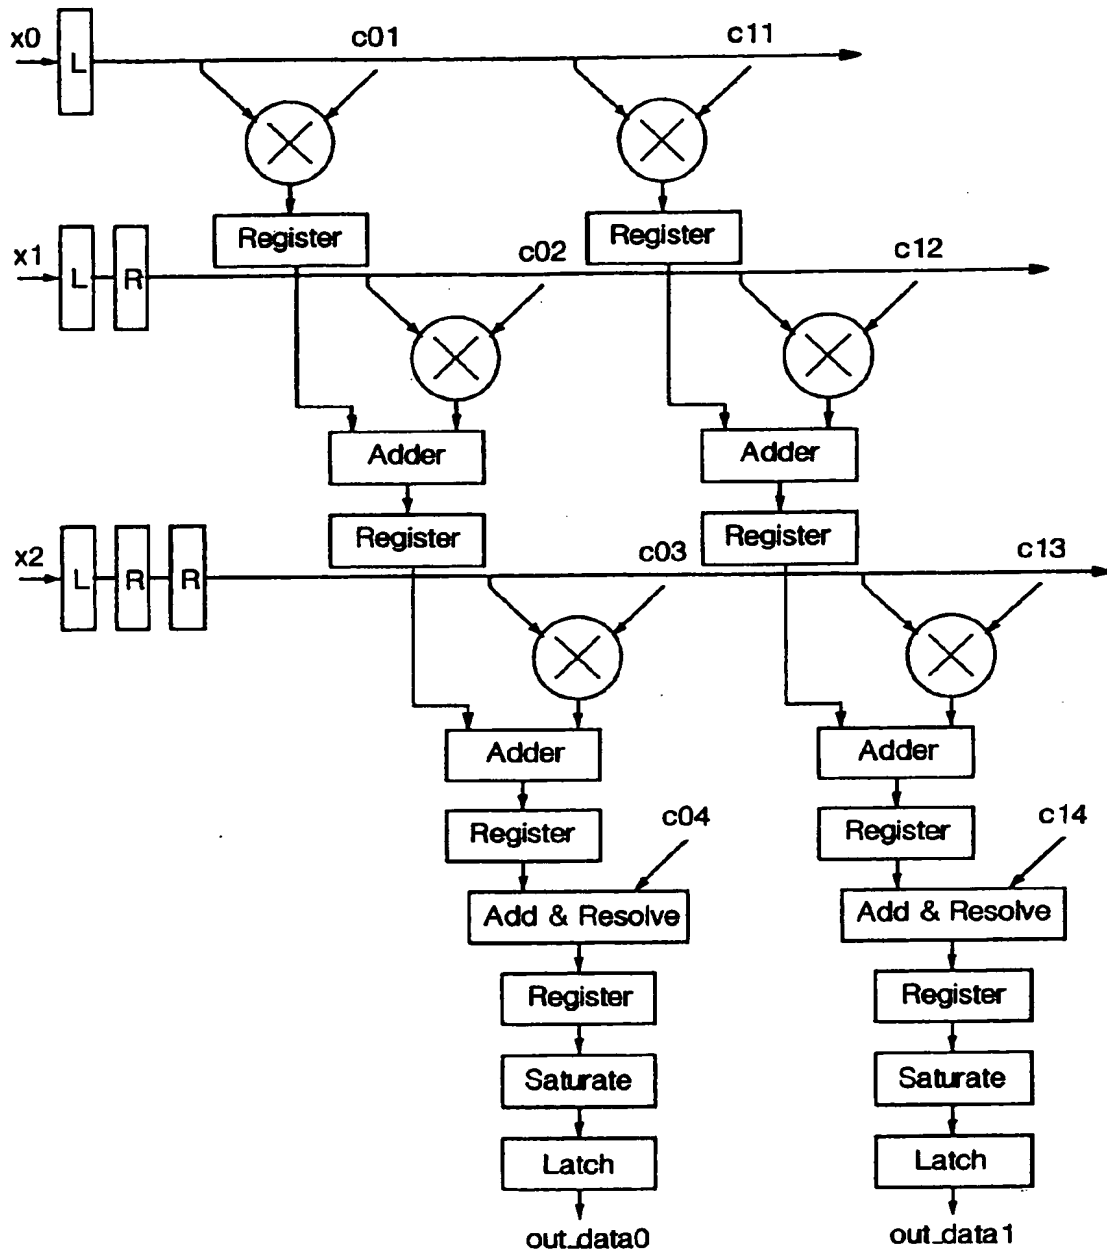 x0 L c01 c11
Register Register
x1 L R c02 c12
Adder Adder
Register Register
x2 L R R c03 c13
Adder Adder
Register c04 Register c14
Add & Resolve Add & Resolve
Register Register
Saturate Saturate
Latch Latch
out_data0 out_data1